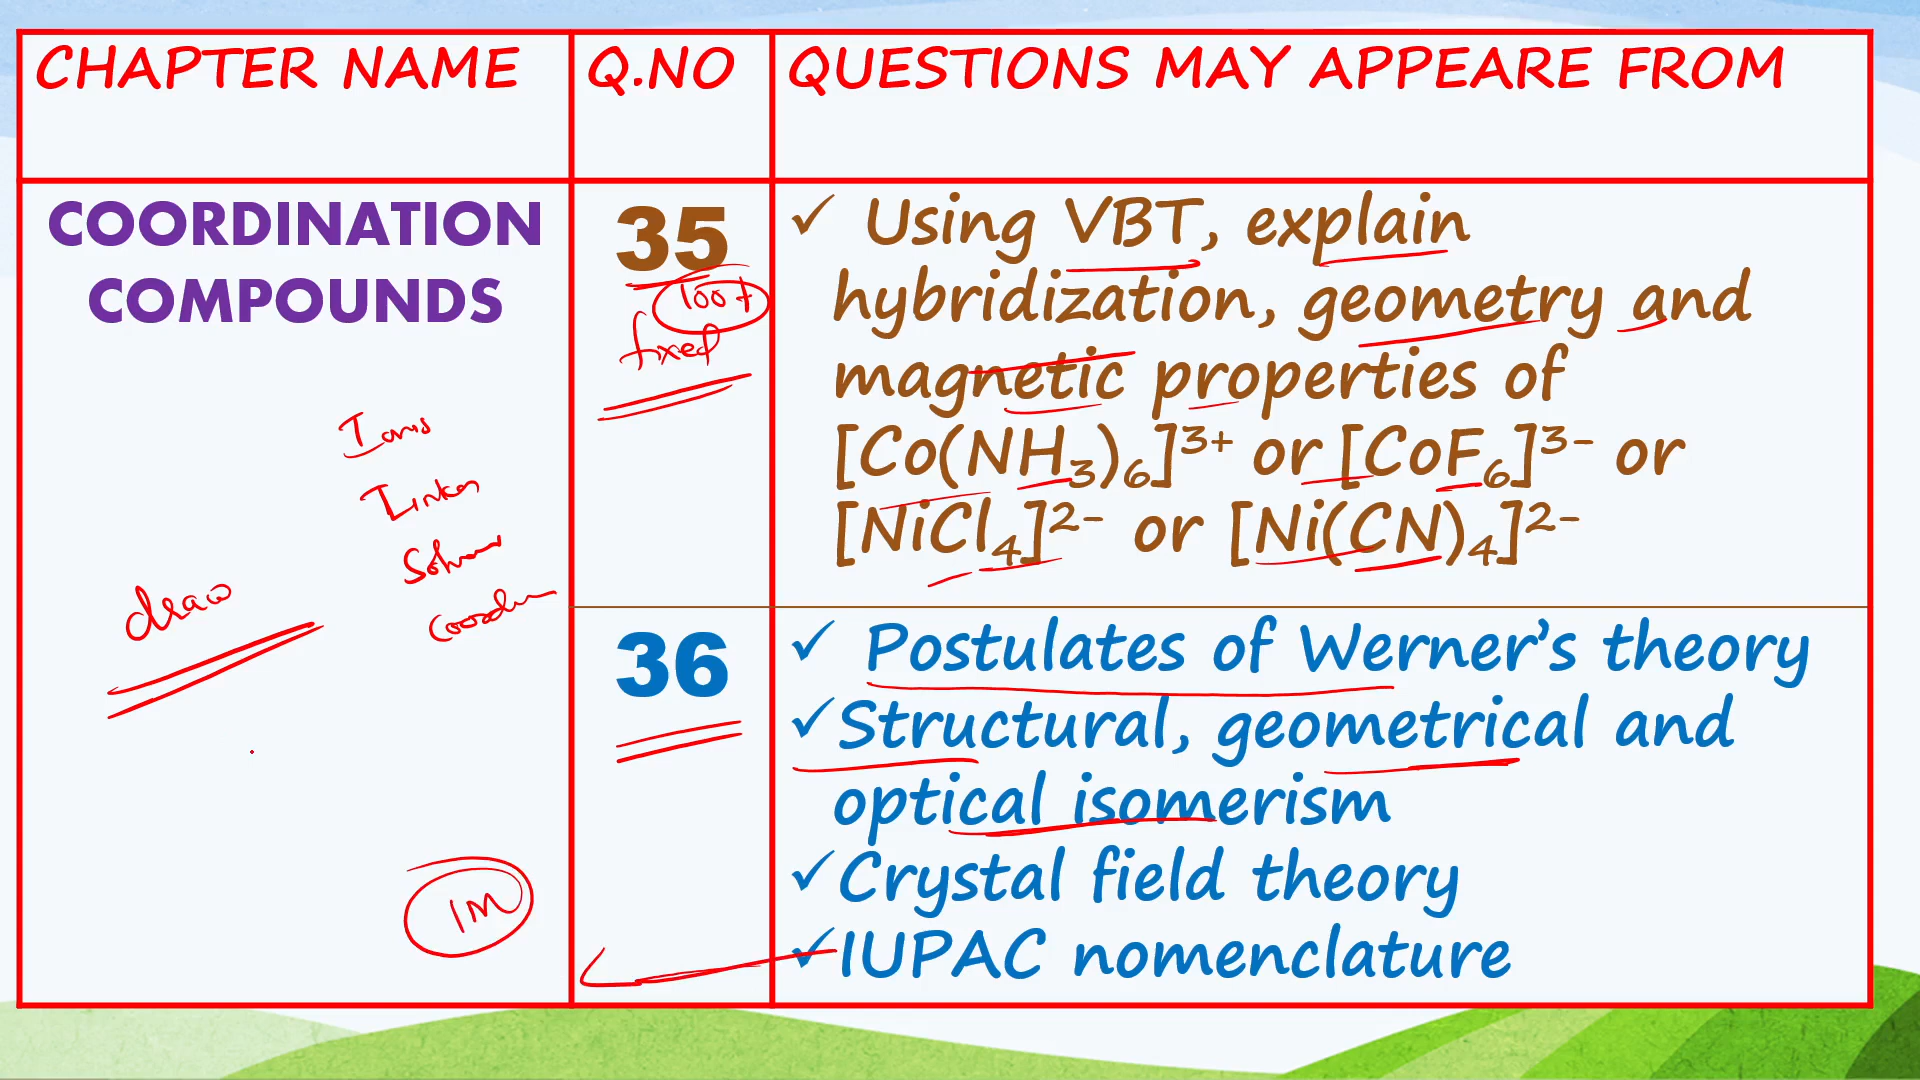 CHAPTER NAME
Q.NO
QUESTIONS MAY APPEARE FROM
COORDINATION
COMPOUNDS
35
100+
fixed
✓ Using VBT, explain
hybridization, geometry and
magnetic properties of
[Co(NH₃)₆]³⁺ or [CoF₆]³⁻ or
[NiCl₄]²⁻ or [Ni(CN)₄]²⁻
draw
36
✓ Postulates of Werner’s theory
✓Structural, geometrical and
optical isomerism
✓Crystal field theory
✓IUPAC nomenclature
1M